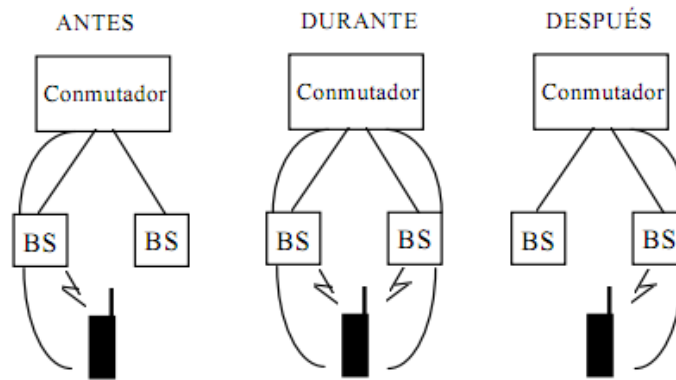 ANTES DURANTE DESPUÉS
Conmutador Conmutador Conmutador
BS BS BS BS BS BS